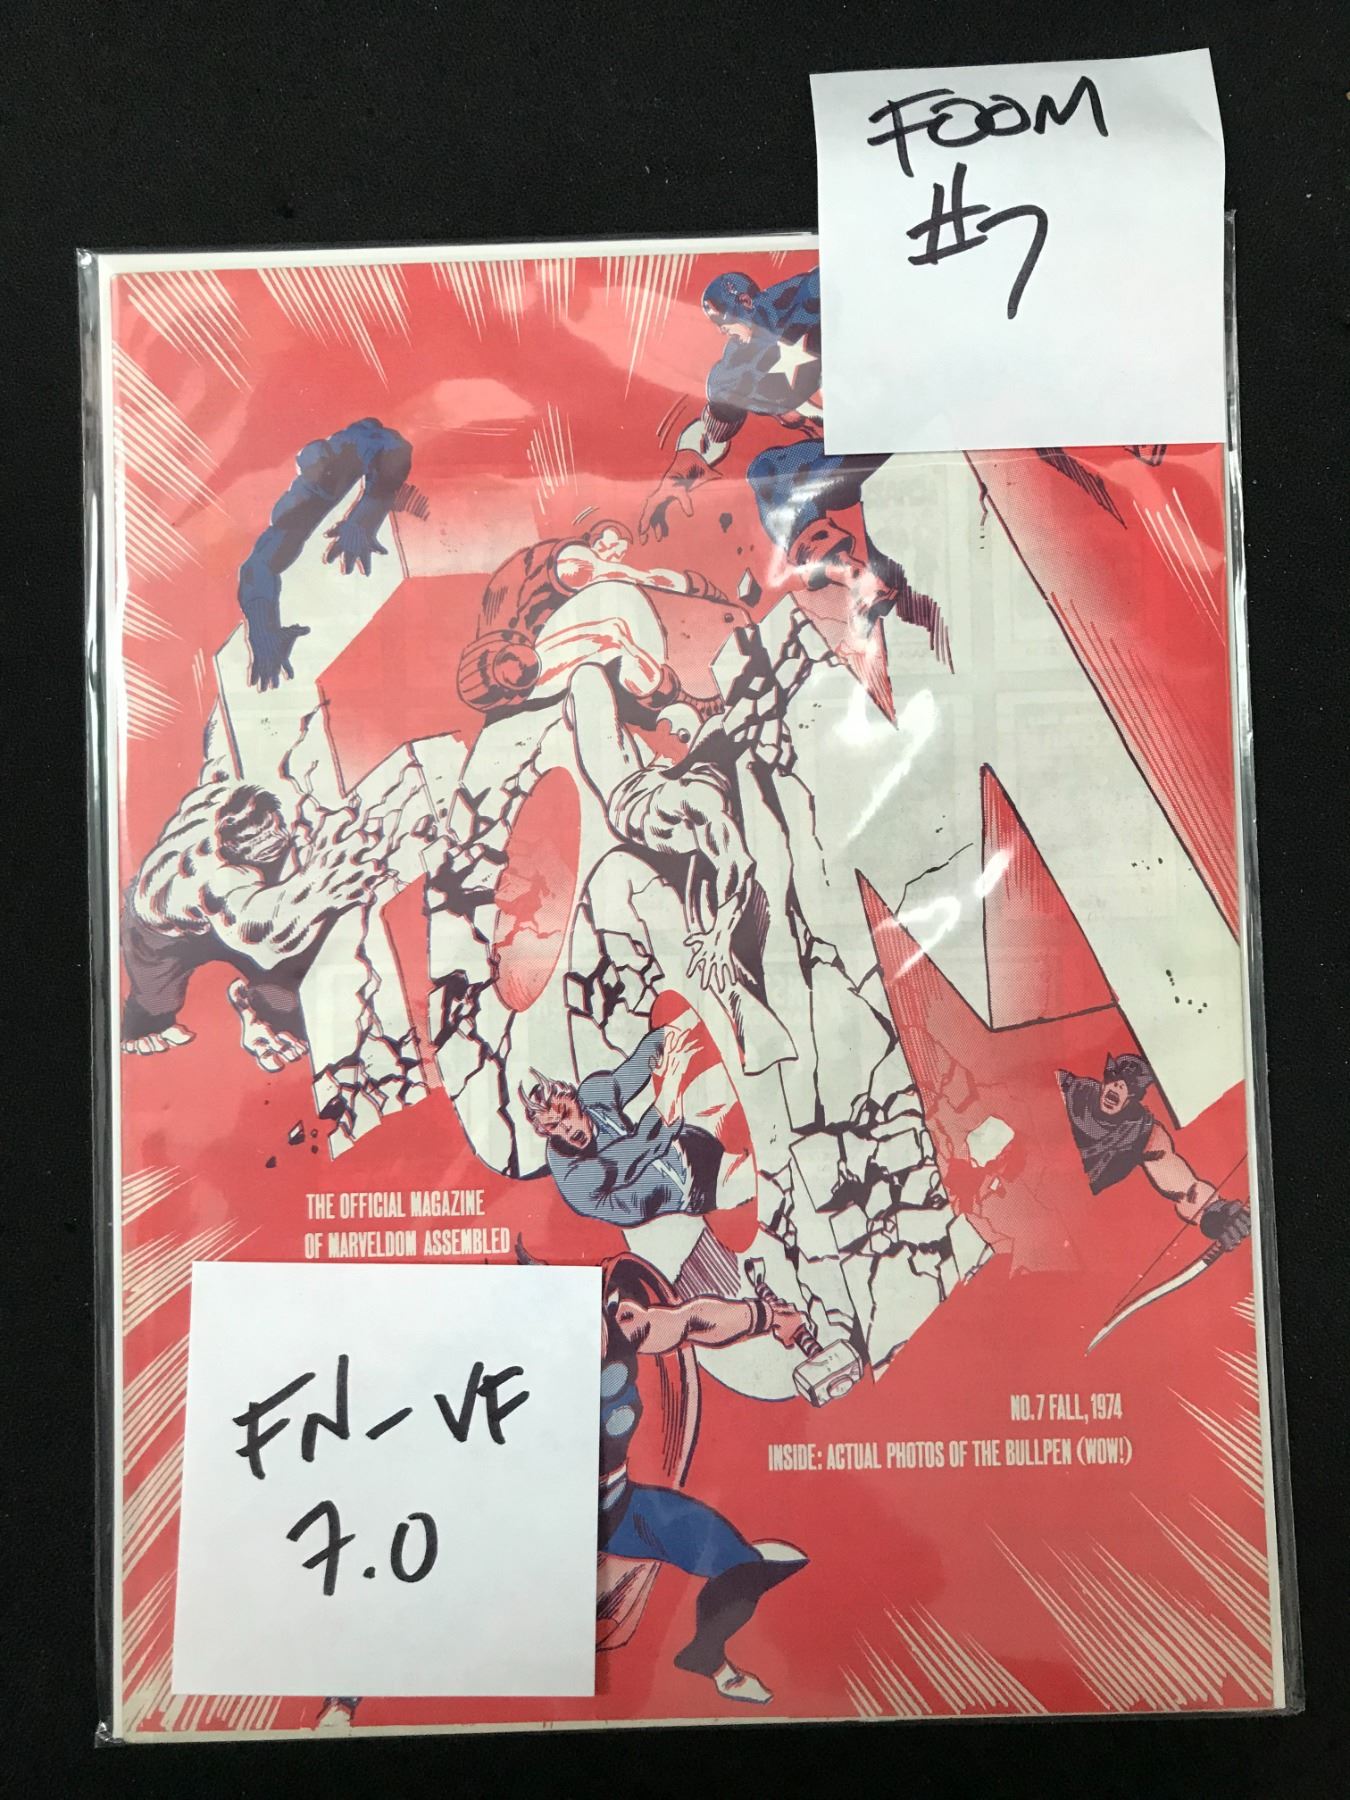 FOOM
#7
FOOM
THE OFFICIAL MAGAZINE
OF MARVELDOM ASSEMBLED
FN-VF
7.0
NO.7 FALL, 1974
INSIDE: ACTUAL PHOTOS OF THE BULLPEN (WOW!)